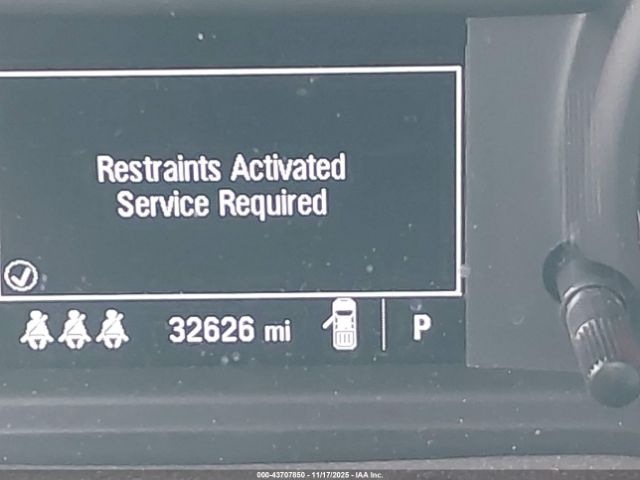 Restraints Activated
Service Required
32626 mi P
000-43707850 - 11/17/2025 - IAA Inc.